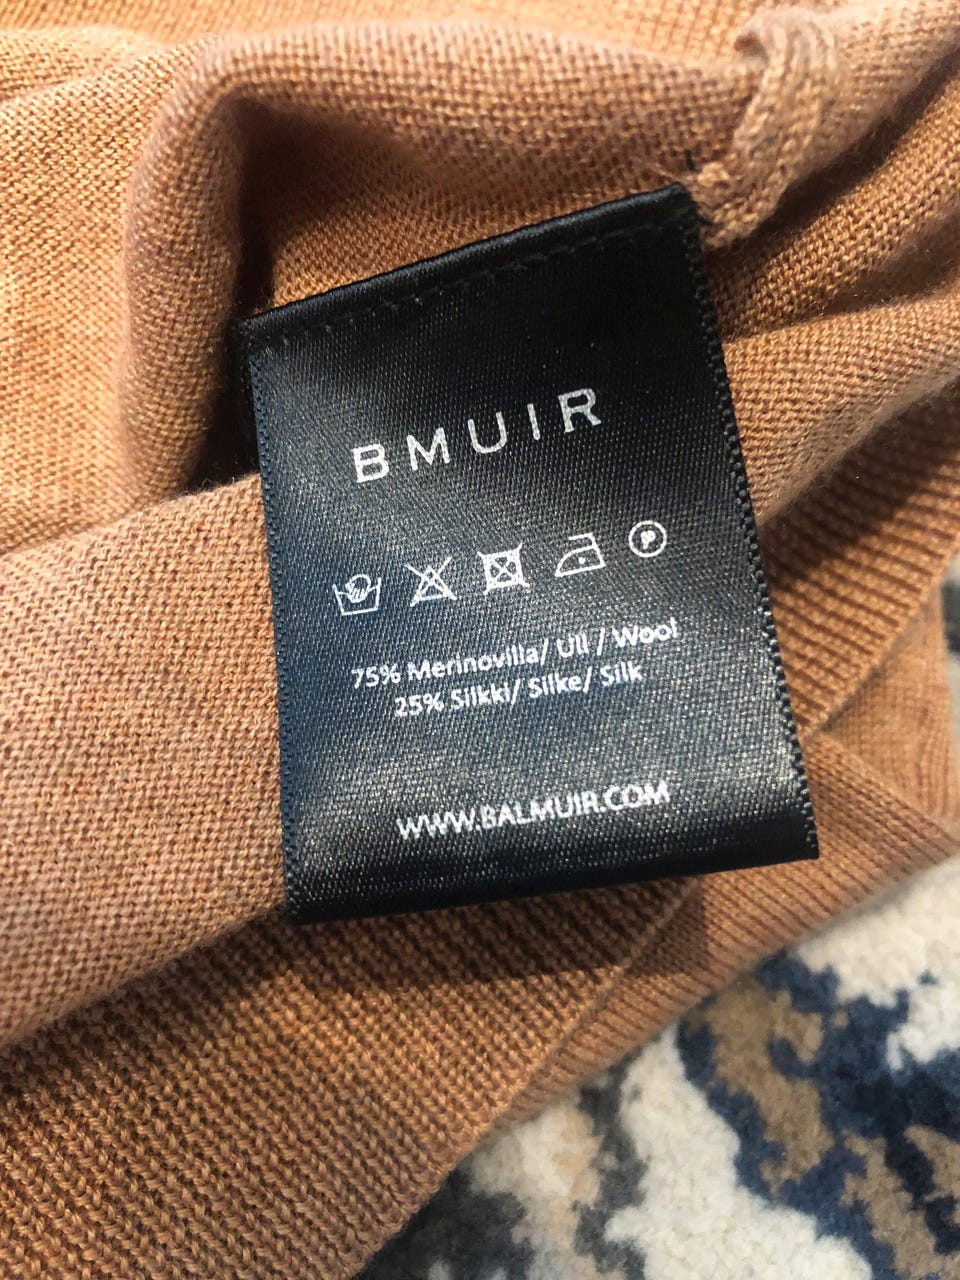 BMUIR
P
75% Merinovilla/ Ull / Wool
25% Silkki/ Silke/ Silk
WWW.BALMUIR.COM